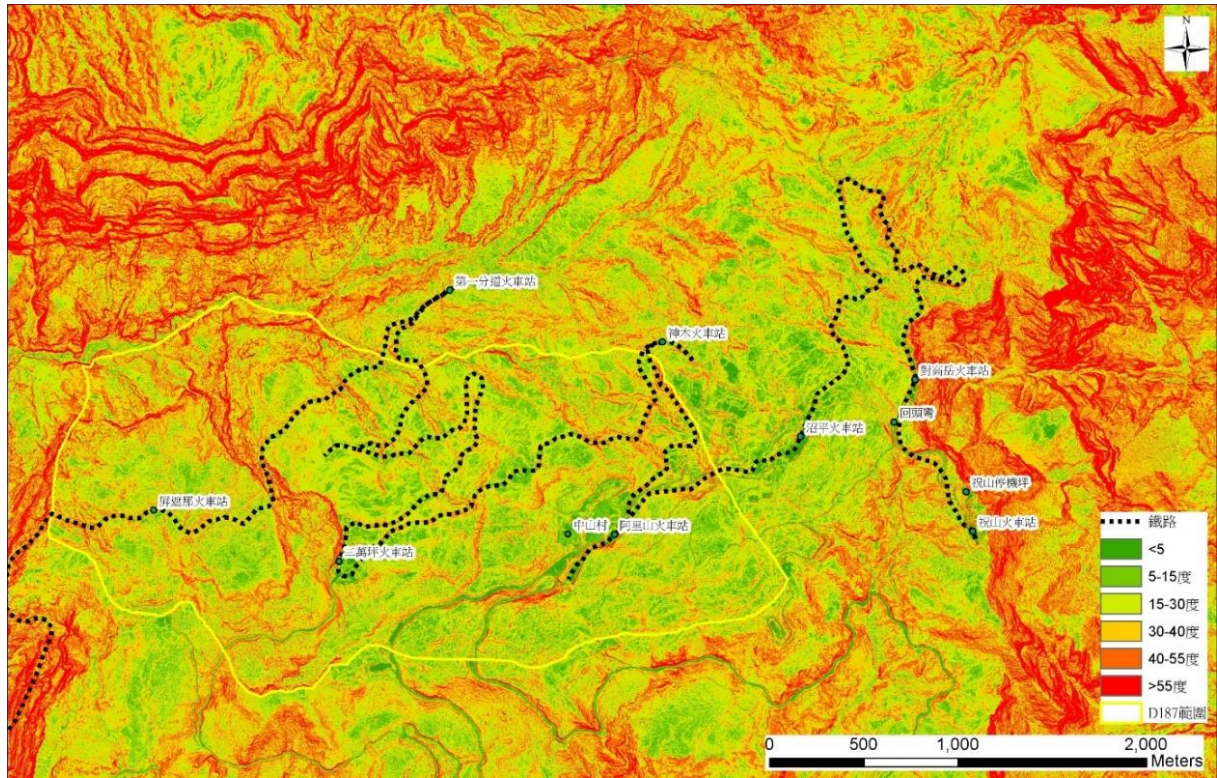 N
第一分道火車站
神木火車站
對高岳火車站
回頭彎
沼平火車站
祝山停機坪
屏遮那火車站
祝山火車站
中山村
阿里山火車站
二萬坪火車站
鐵路
<5
5-15度
15-30度
30-40度
40-55度
>55度
D187範圍
0 500 1,000 2,000
Meters